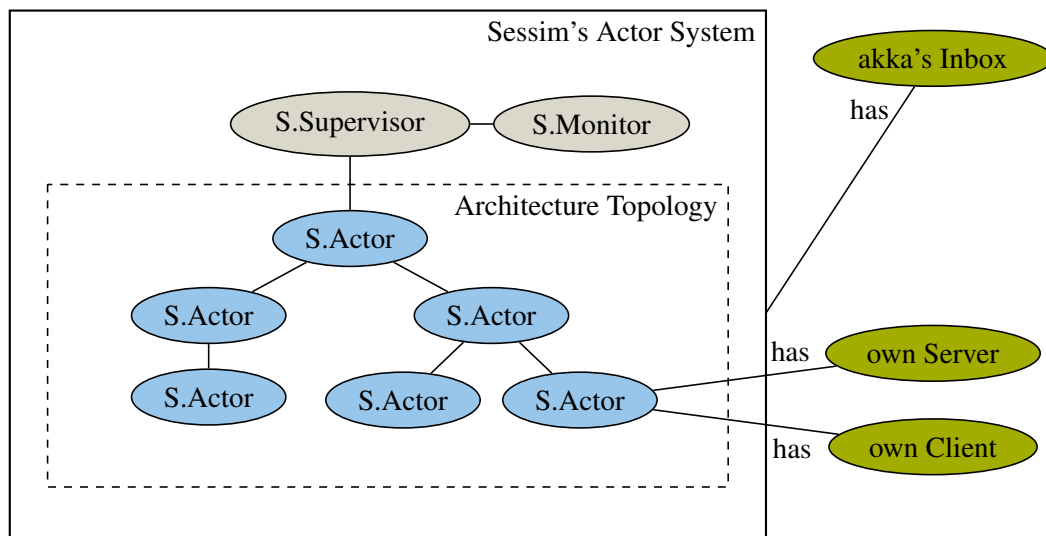 Sessim's Actor System
akka's Inbox
has
S.Supervisor
S.Monitor
Architecture Topology
S.Actor
S.Actor
S.Actor
has
own Server
S.Actor
S.Actor
S.Actor
has
own Client